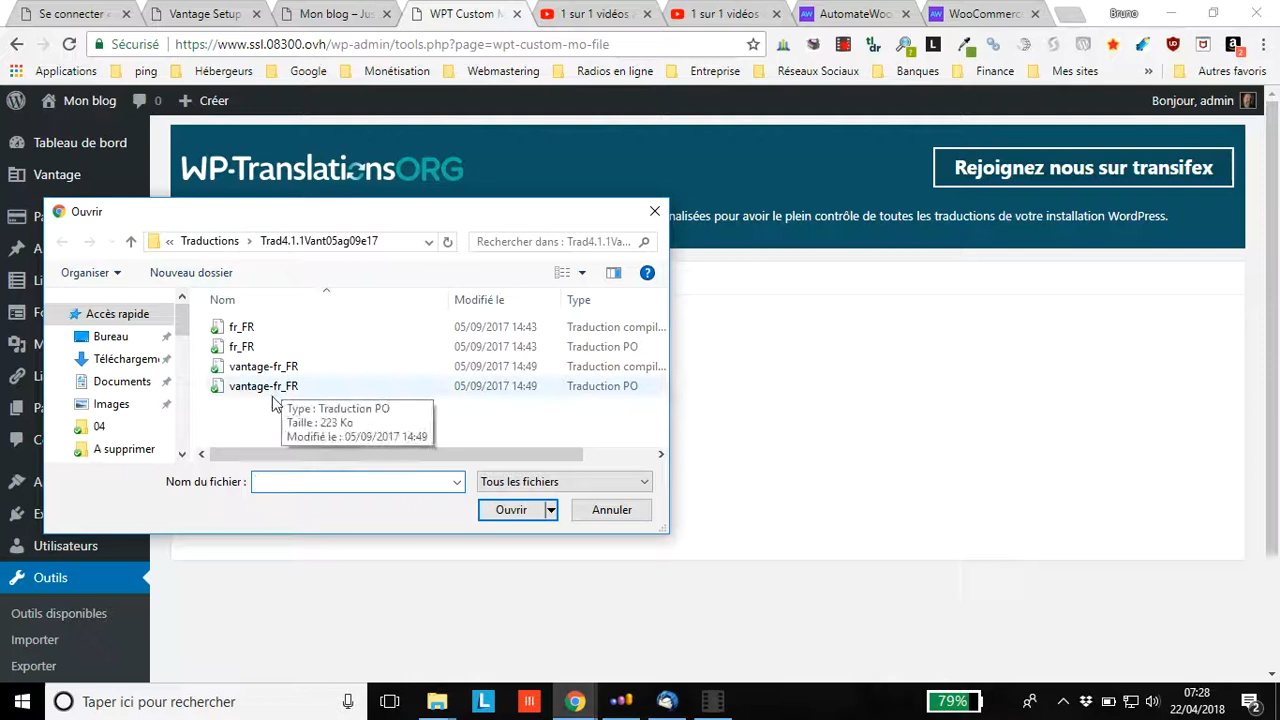 Se connecter
Vantage Setup
Mon blog – Jus
WPT Custom M
1 sur 1 vidéos
1 sur 1 vidéos
AutomateWoo
WooCommerc
Bruno
Sécurisé
https://www.ssl.08300.ovh/wp-admin/tools.php?page=wpt-custom-mo-file
Applications
ping
Hébergeurs
Google
Monétisation
Webmastering
Radios en ligne
Entreprise
Réseaux Sociaux
Banques
Finance
Mes sites
»
Autres favoris
Mon blog
0
Créer
Bonjour, admin
Tableau de bord
Vantage
WP-TranslationsORG
Rejoignez nous sur transifex
nalisées pour avoir le plein contrôle de toutes les traductions de votre installation WordPress.
Ouvrir
« Traductions > Trad4.1.1Vant05ag09e17
Rechercher dans : Trad4.1.1Va...
Organiser
Nouveau dossier
Nom
Modifié le
Type
Accès rapide
Bureau
Téléchargem
Documents
Images
04
A supprimer
fr_FR 05/09/2017 14:43 Traduction compil...
fr_FR 05/09/2017 14:43 Traduction PO
vantage-fr_FR 05/09/2017 14:49 Traduction compil...
vantage-fr_FR 05/09/2017 14:49 Traduction PO
Type : Traduction PO
Taille : 223 Ko
Modifié le : 05/09/2017 14:49
Nom du fichier :
Tous les fichiers
Ouvrir
Annuler
Utilisateurs
Outils
Outils disponibles
Importer
Exporter
Taper ici pour rechercher
79%
07:28
22/04/2018
2